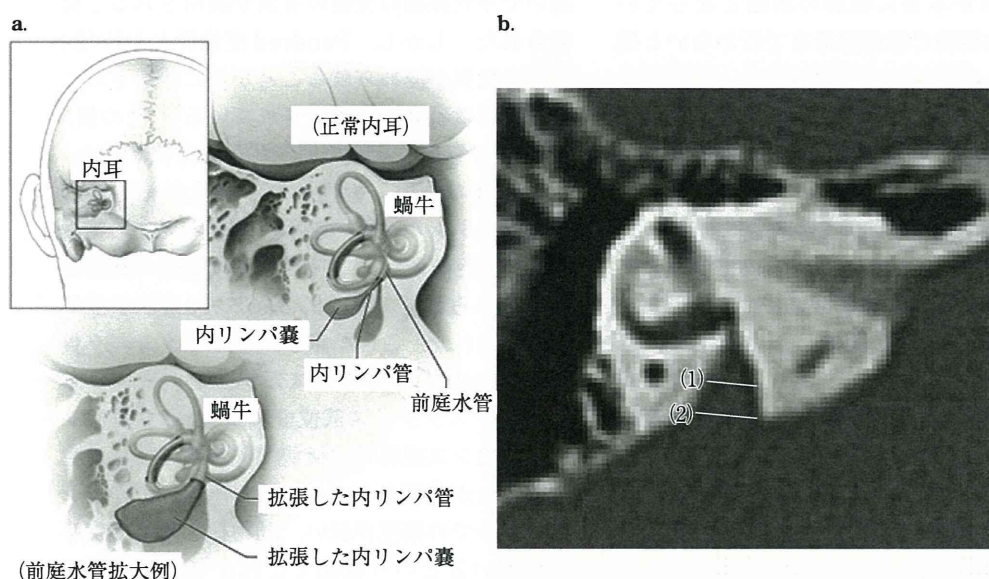 a.
内耳
(正常内耳)
蝸牛
内リンパ嚢
内リンパ管
前庭水管
蝸牛
拡張した内リンパ管
拡張した内リンパ嚢
(前庭水管拡大例)
b.
(1)
(2)